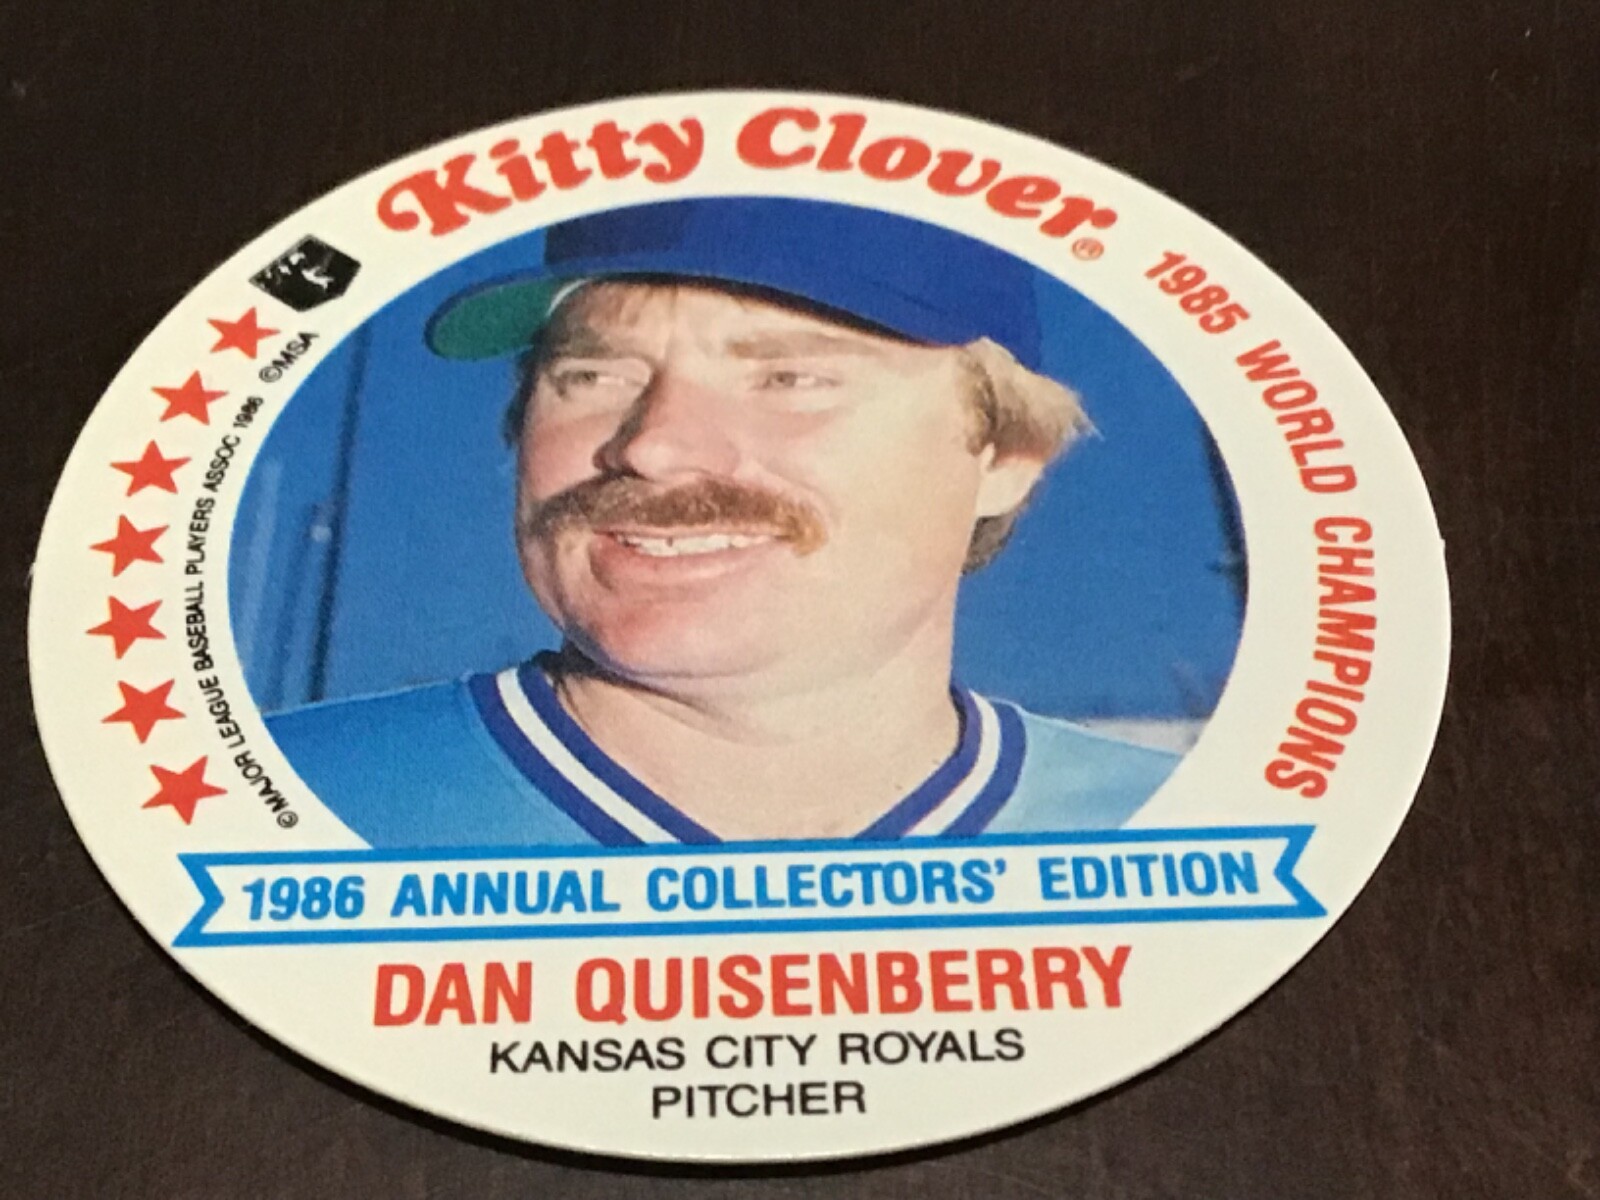 Kitty Clover®
1985 WORLD CHAMPIONS
©MAJOR LEAGUE BASEBALL PLAYERS ASSOC 1986 ©MSA
1986 ANNUAL COLLECTORS' EDITION
DAN QUISENBERRY
KANSAS CITY ROYALS
PITCHER